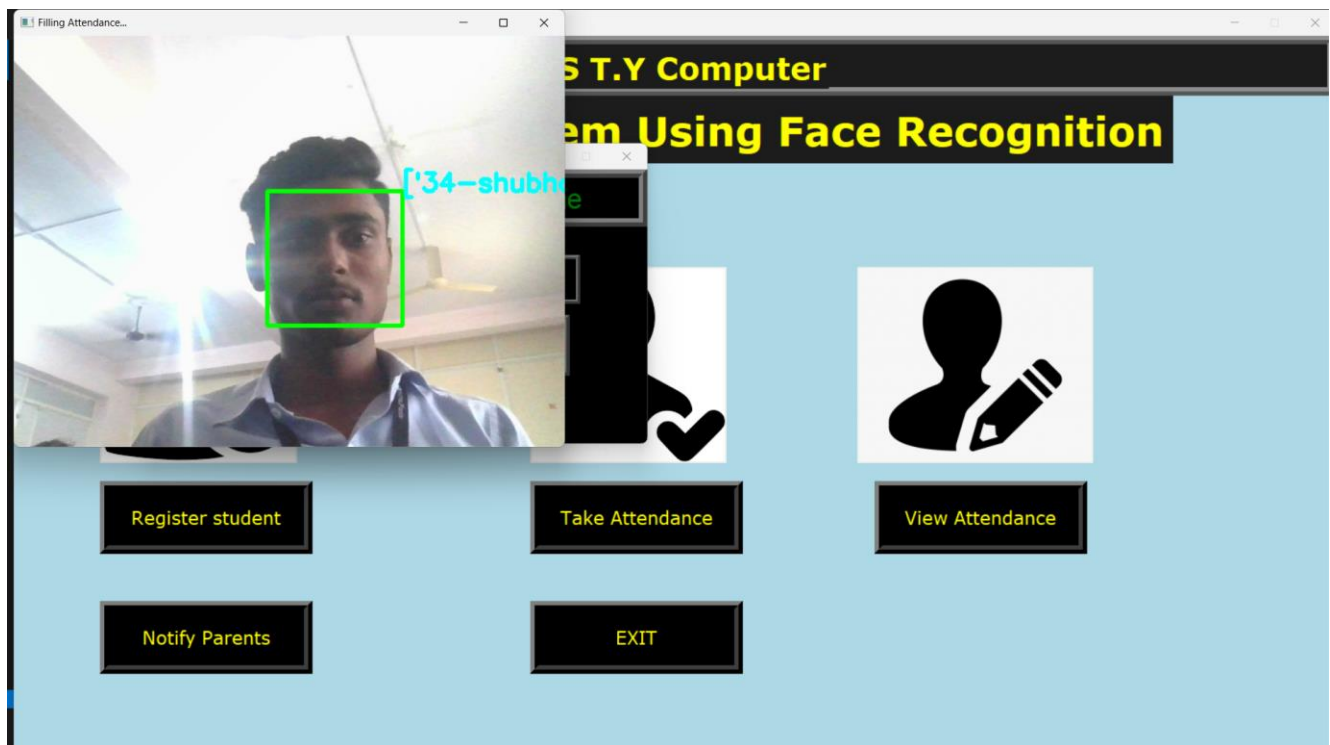 Filling Attendance...
S T.Y Computer
em Using Face Recognition
['34-shubh
e
Register student
Take Attendance
View Attendance
Notify Parents
EXIT